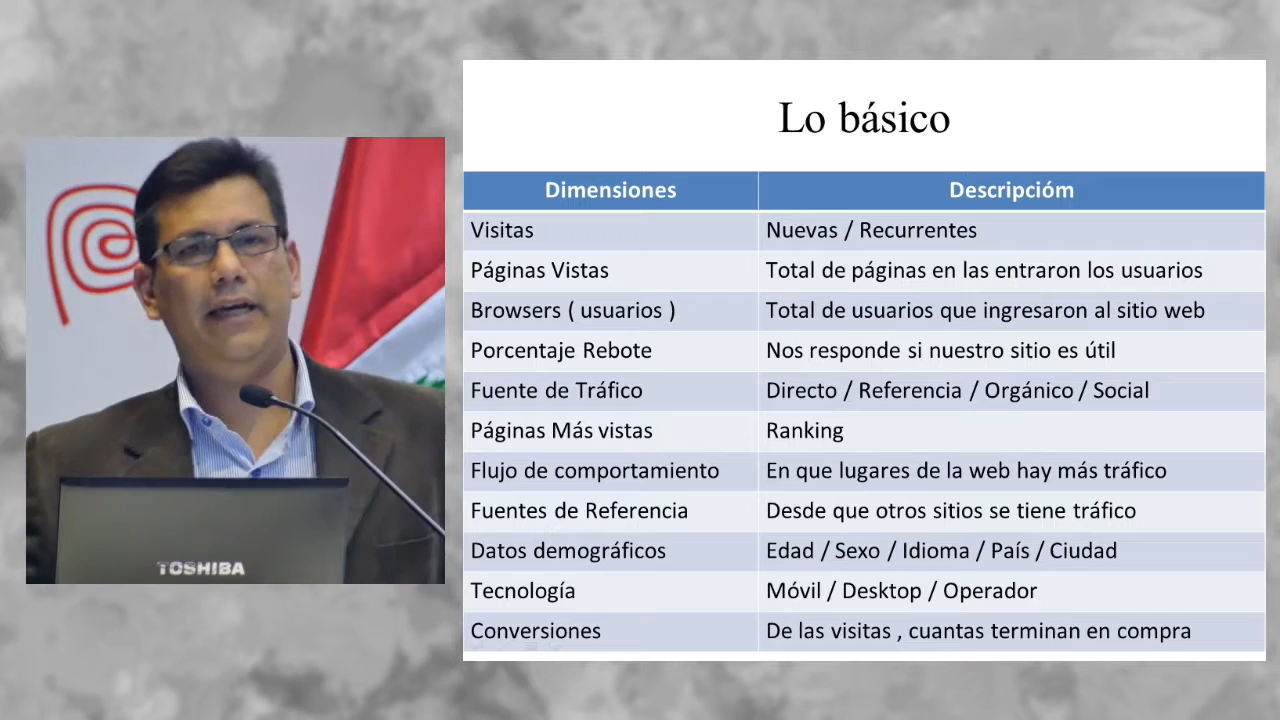 Lo básico
Dimensiones Descripcióm
Visitas Nuevas / Recurrentes
Páginas Vistas Total de páginas en las entraron los usuarios
Browsers ( usuarios ) Total de usuarios que ingresaron al sitio web
Porcentaje Rebote Nos responde si nuestro sitio es útil
Fuente de Tráfico Directo / Referencia / Orgánico / Social
Páginas Más vistas Ranking
Flujo de comportamiento En que lugares de la web hay más tráfico
Fuentes de Referencia Desde que otros sitios se tiene tráfico
Datos demográficos Edad / Sexo / Idioma / País / Ciudad
Tecnología Móvil / Desktop / Operador
Conversiones De las visitas , cuantas terminan en compra
TOSHIBA